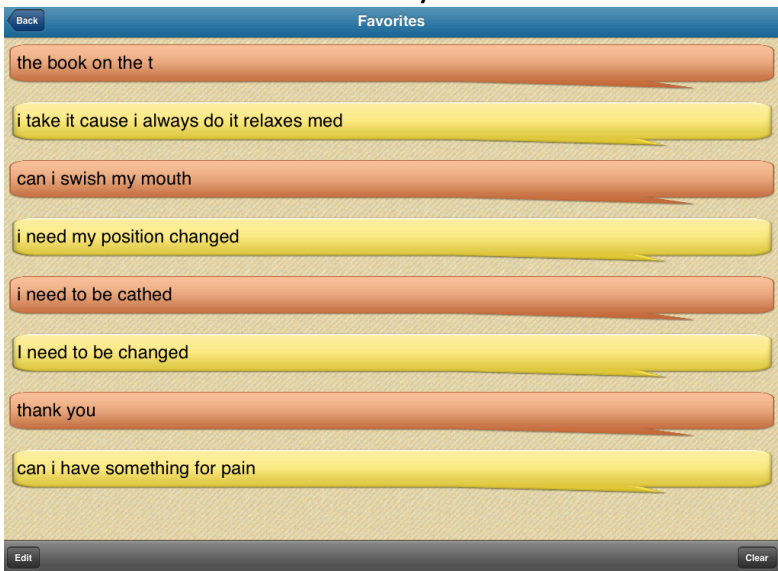 Back
Favorites
the book on the t
i take it cause i always do it relaxes med
can i swish my mouth
i need my position changed
i need to be cathed
I need to be changed
thank you
can i have something for pain
Edit
Clear